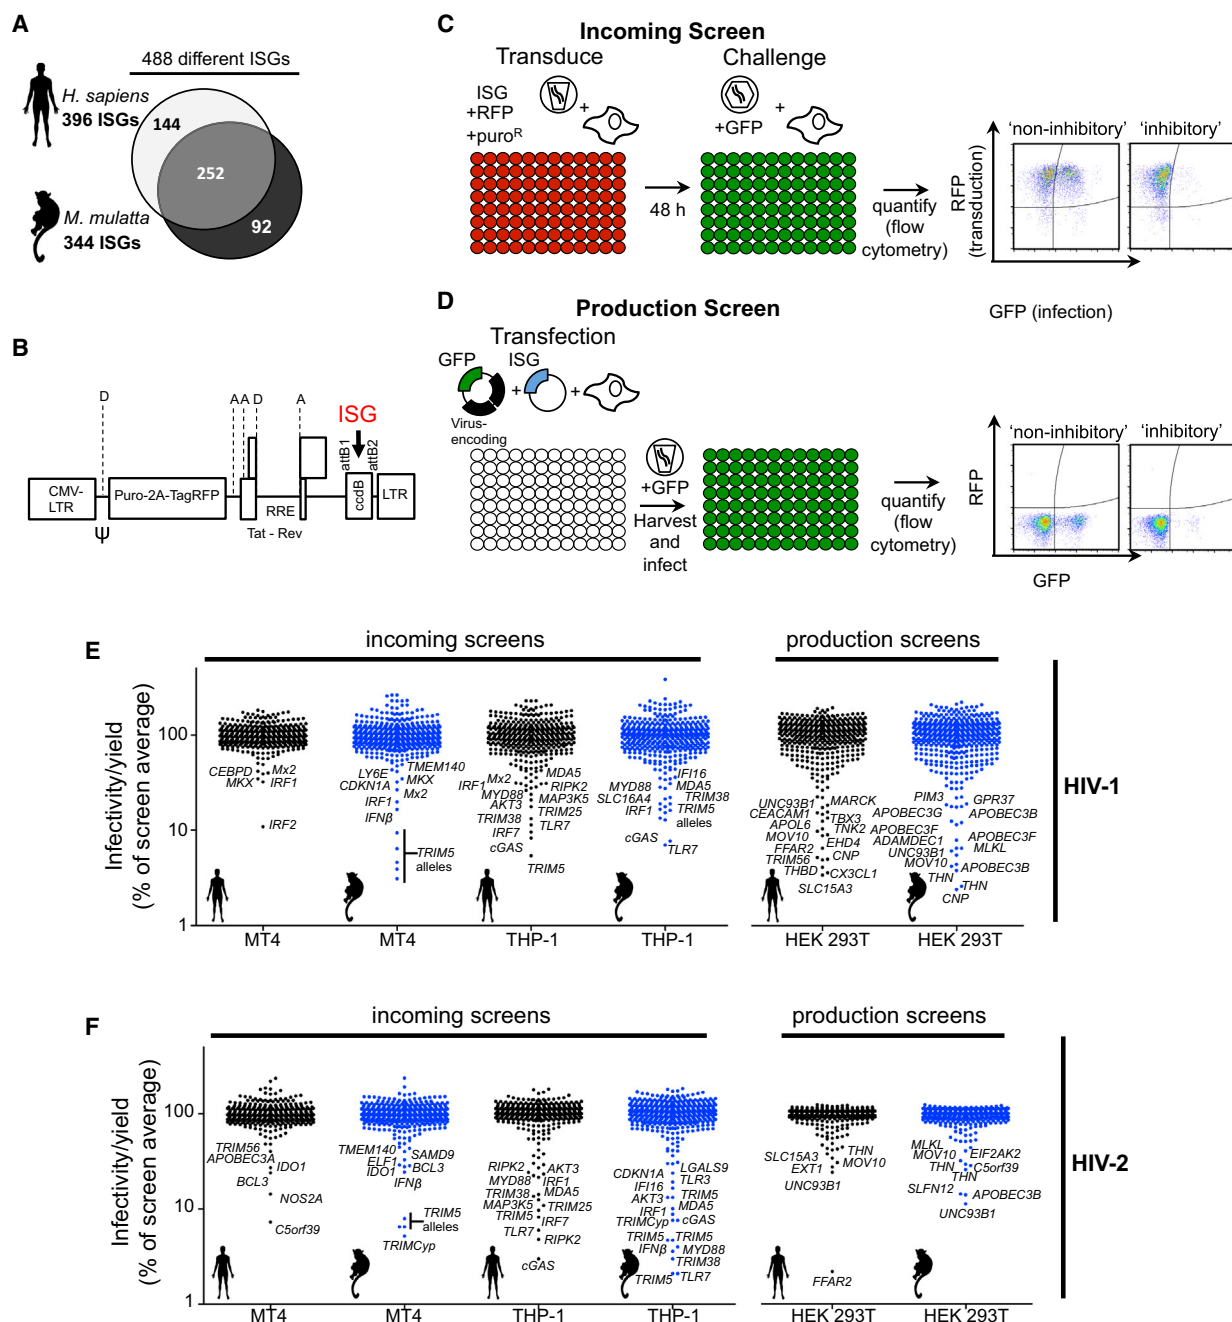 A
488 different ISGs
H. sapiens
396 ISGs
144
252
M. mulatta
344 ISGs
92
B
D
A A D
A
ISG
attB1
attB2
CMV-
LTR
Puro-2A-TagRFP
RRE
ccdB
LTR
Ψ
Tat - Rev
C
Incoming Screen
Transduce
Challenge
ISG
+RFP
+puroR
+
+GFP
+
48 h
quantify
(flow
cytometry)
'non-inhibitory'
'inhibitory'
RFP
(transduction)
GFP (infection)
D
Production Screen
Transfection
GFP
ISG
+
+
Virus-
encoding
+GFP
Harvest
and
infect
quantify
(flow
cytometry)
'non-inhibitory'
'inhibitory'
RFP
GFP
E
incoming screens
production screens
Infectivity/yield
(% of screen average)
100
10
1
CEBPD
Mx2
MKX
IRF1
IRF2
LY6E
TMEM140
CDKN1A
MKX
Mx2
IRF1
IFNβ
TRIM5
alleles
IRF1
Mx2
MDA5
MYD88
RIPK2
AKT3
MAP3K5
TRIM38
TRIM25
IRF7
TLR7
cGAS
TRIM5
IFI16
MYD88
MDA5
SLC16A4
TRIM38
IRF1
TRIM5
alleles
cGAS
TLR7
UNC93B1
MARCK
CEACAM1
TBX3
APOL6
TNK2
MOV10
EHD4
FFAR2
CNP
TRIM56
THBD
CX3CL1
SLC15A3
PIM3
GPR37
APOBEC3G
APOBEC3B
APOBEC3F
APOBEC3F
ADAMDEC1
MLKL
UNC93B1
MOV10
APOBEC3B
THN
THN
CNP
MT4
MT4
THP-1
THP-1
HEK 293T
HEK 293T
HIV-1
F
incoming screens
production screens
Infectivity/yield
(% of screen average)
100
10
1
TRIM56
APOBEC3A
IDO1
BCL3
NOS2A
C5orf39
TMEM140
SAMD9
ELF1
BCL3
IDO1
IFNβ
TRIM5
alleles
TRIMCyp
RIPK2
AKT3
MYD88
IRF1
TRIM38
MDA5
MAP3K5
TRIM25
TRIM5
IRF7
TLR7
RIPK2
cGAS
LGALS9
CDKN1A
TLR3
IFI16
TRIM5
AKT3
MDA5
IRF1
TRIMCyp
cGAS
TRIM5
TRIM5
IFNβ
MYD88
TRIM38
TRIM5
TLR7
SLC15A3
THN
EXT1
MOV10
UNC93B1
FFAR2
MLKL
MOV10
EIF2AK2
THN
C5orf39
THN
SLFN12
APOBEC3B
UNC93B1
MT4
MT4
THP-1
THP-1
HEK 293T
HEK 293T
HIV-2